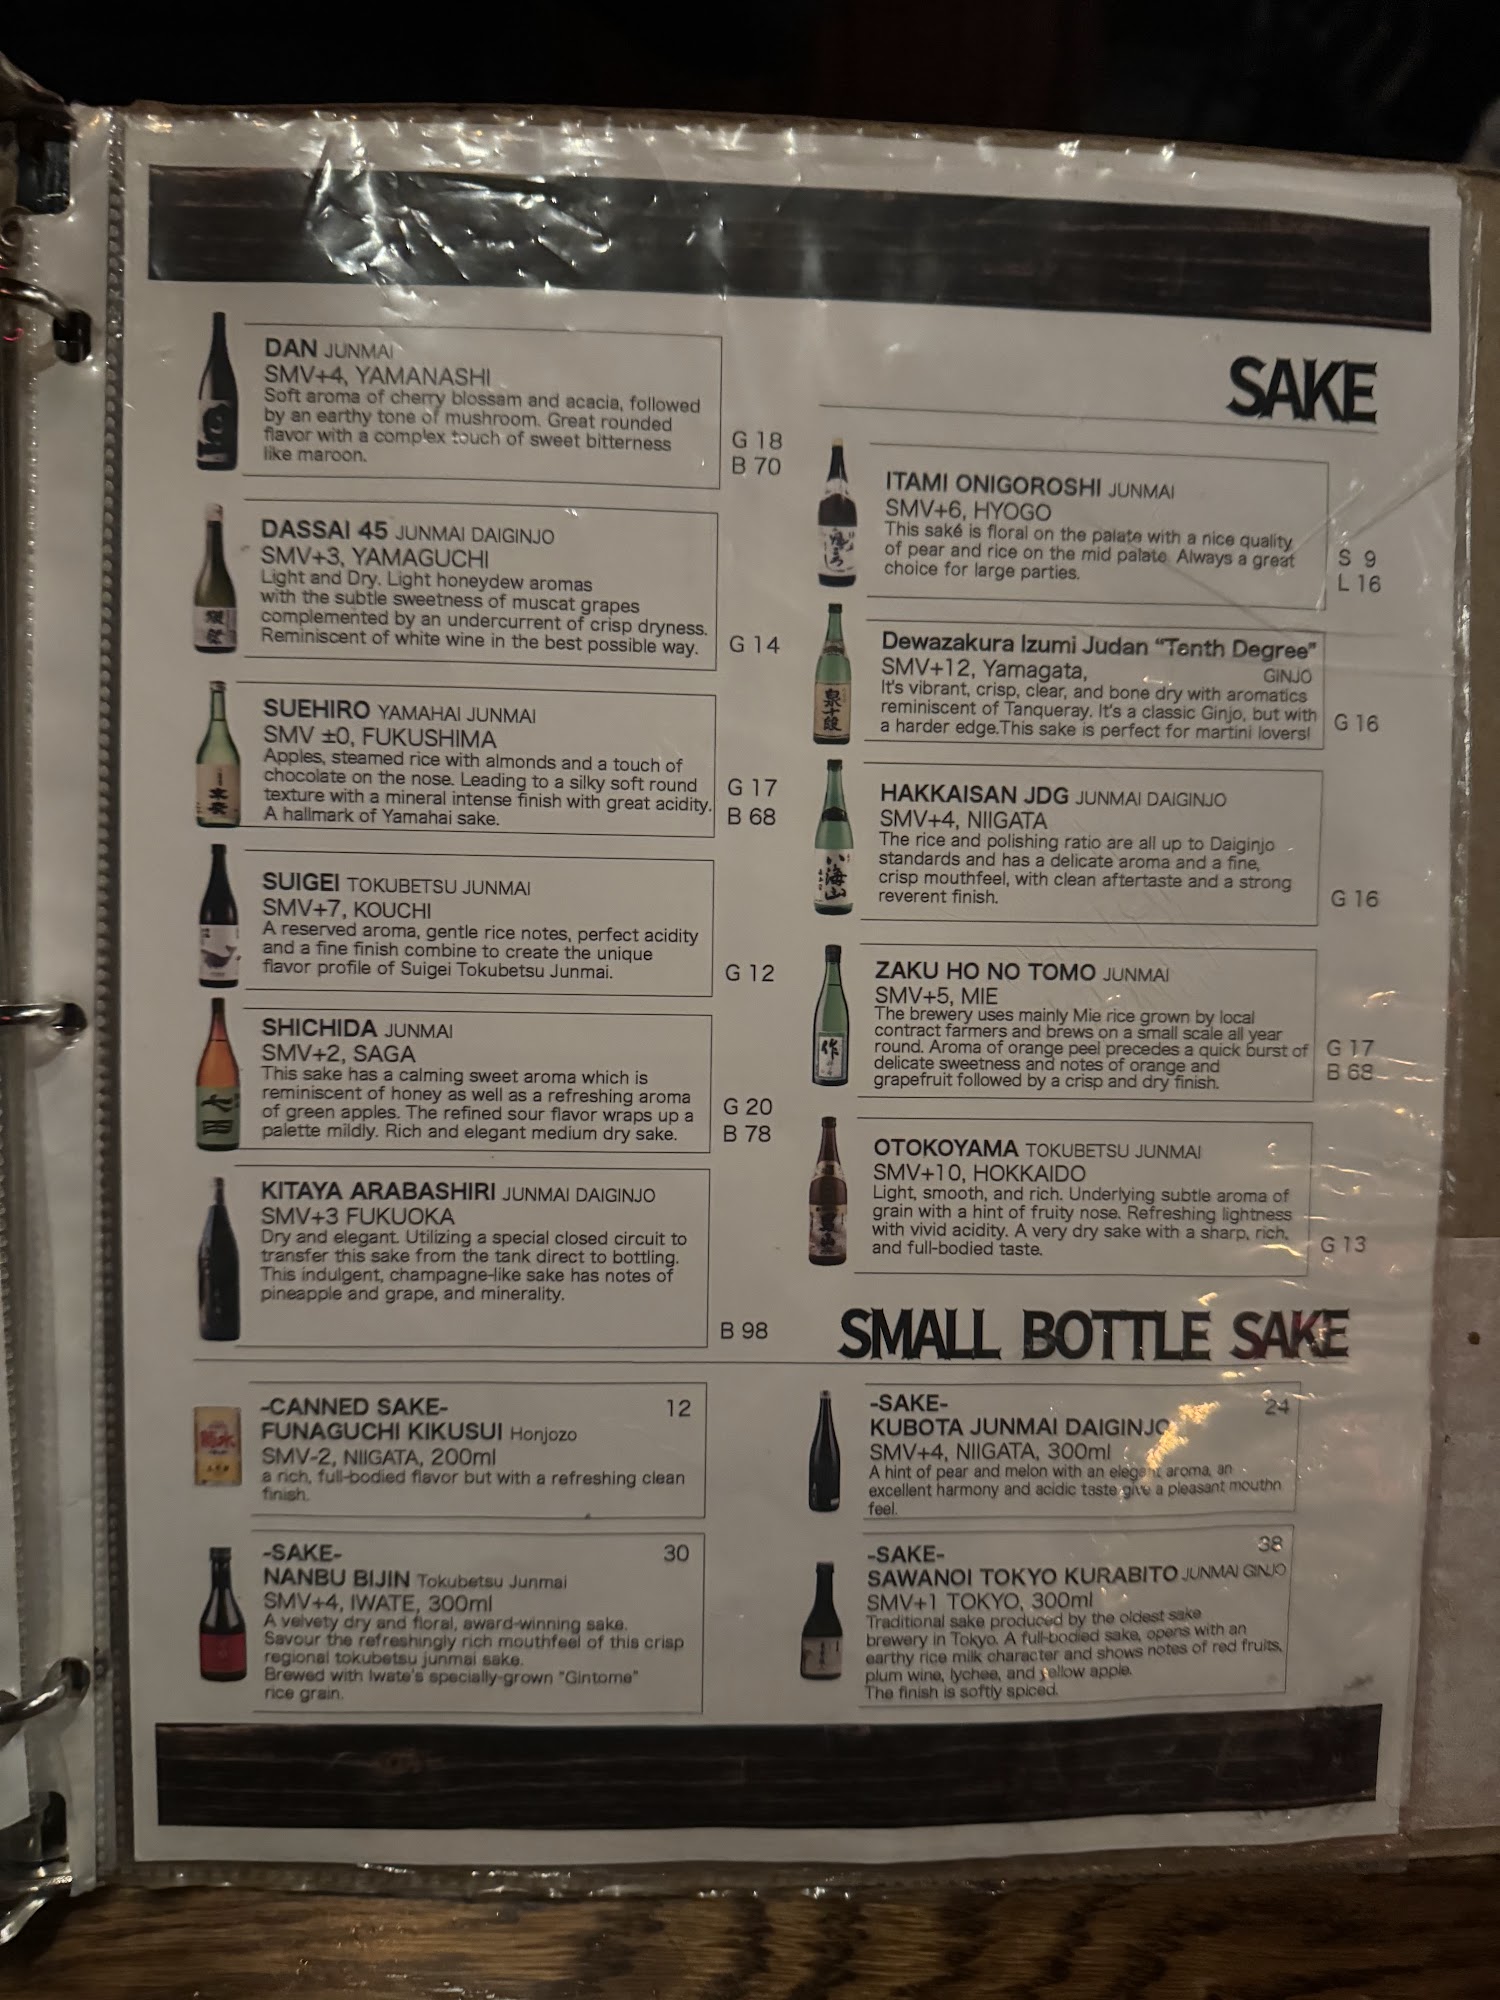 DAN JUNMAI
SMV+4, YAMANASHI
Soft aroma of cherry blossam and acacia, followed
by an earthy tone of mushroom. Great rounded
flavor with a complex touch of sweet bitterness
like maroon.
G 18
B 70
DASSAI 45 JUNMAI DAIGINJO
SMV+3, YAMAGUCHI
Light and Dry. Light honeydew aromas
with the subtle sweetness of muscat grapes
complemented by an undercurrent of crisp dryness.
Reminiscent of white wine in the best possible way.
G 14
SUEHIRO YAMAHAI JUNMAI
SMV ±0, FUKUSHIMA
Apples, steamed rice with almonds and a touch of
chocolate on the nose. Leading to a silky soft round
texture with a mineral intense finish with great acidity.
A hallmark of Yamahai sake.
G 17
B 68
SUIGEI TOKUBETSU JUNMAI
SMV+7, KOUCHI
A reserved aroma, gentle rice notes, perfect acidity
and a fine finish combine to create the unique
flavor profile of Suigei Tokubetsu Junmai.
G 12
SHICHIDA JUNMAI
SMV+2, SAGA
This sake has a calming sweet aroma which is
reminiscent of honey as well as a refreshing aroma
of green apples. The refined sour flavor wraps up a
palette mildly. Rich and elegant medium dry sake.
G 20
B 78
KITAYA ARABASHIRI JUNMAI DAIGINJO
SMV+3 FUKUOKA
Dry and elegant. Utilizing a special closed circuit to
transfer this sake from the tank direct to bottling.
This indulgent, champagne-like sake has notes of
pineapple and grape, and minerality.
B 98
SAKE
ITAMI ONIGOROSHI JUNMAI
SMV+6, HYOGO
This saké is floral on the palate with a nice quality
of pear and rice on the mid palate. Always a great
choice for large parties.
S 9
L 16
Dewazakura Izumi Judan "Tenth Degree"
SMV+12, Yamagata, GINJO
It's vibrant, crisp, clear, and bone dry with aromatics
reminiscent of Tanqueray. It's a classic Ginjo, but with
a harder edge.This sake is perfect for martini lovers!
G 16
HAKKAISAN JDG JUNMAI DAIGINJO
SMV+4, NIIGATA
The rice and polishing ratio are all up to Daiginjo
standards and has a delicate aroma and a fine,
crisp mouthfeel, with clean aftertaste and a strong
reverent finish.
G 16
ZAKU HO NO TOMO JUNMAI
SMV+5, MIE
The brewery uses mainly Mie rice grown by local
contract farmers and brews on a small scale all year
round. Aroma of orange peel precedes a quick burst of
delicate sweetness and notes of orange and
grapefruit followed by a crisp and dry finish.
G 17
B 68
OTOKOYAMA TOKUBETSU JUNMAI
SMV+10, HOKKAIDO
Light, smooth, and rich. Underlying subtle aroma of
grain with a hint of fruity nose. Refreshing lightness
with vivid acidity. A very dry sake with a sharp, rich,
and full-bodied taste.
G 13
SMALL BOTTLE SAKE
-CANNED SAKE- 12
FUNAGUCHI KIKUSUI Honjozo
SMV-2, NIIGATA, 200ml
a rich, full-bodied flavor but with a refreshing clean
finish.
-SAKE- 30
NANBU BIJIN Tokubetsu Junmai
SMV+4, IWATE, 300ml
A velvety dry and floral, award-winning sake.
Savour the refreshingly rich mouthfeel of this crisp
regional tokubetsu junmai sake.
Brewed with Iwate's specially-grown "Gintome"
rice grain.
-SAKE- 24
KUBOTA JUNMAI DAIGINJO
SMV+4, NIIGATA, 300ml
A hint of pear and melon with an elegant aroma, an
excellent harmony and acidic taste give a pleasant mouthn
feel.
-SAKE- 38
SAWANOI TOKYO KURABITO JUNMAI GINJO
SMV+1 TOKYO, 300ml
Traditional sake produced by the oldest sake
brewery in Tokyo. A full-bodied sake, opens with an
earthy rice milk character and shows notes of red fruits,
plum wine, lychee, and yellow apple.
The finish is softly spiced.